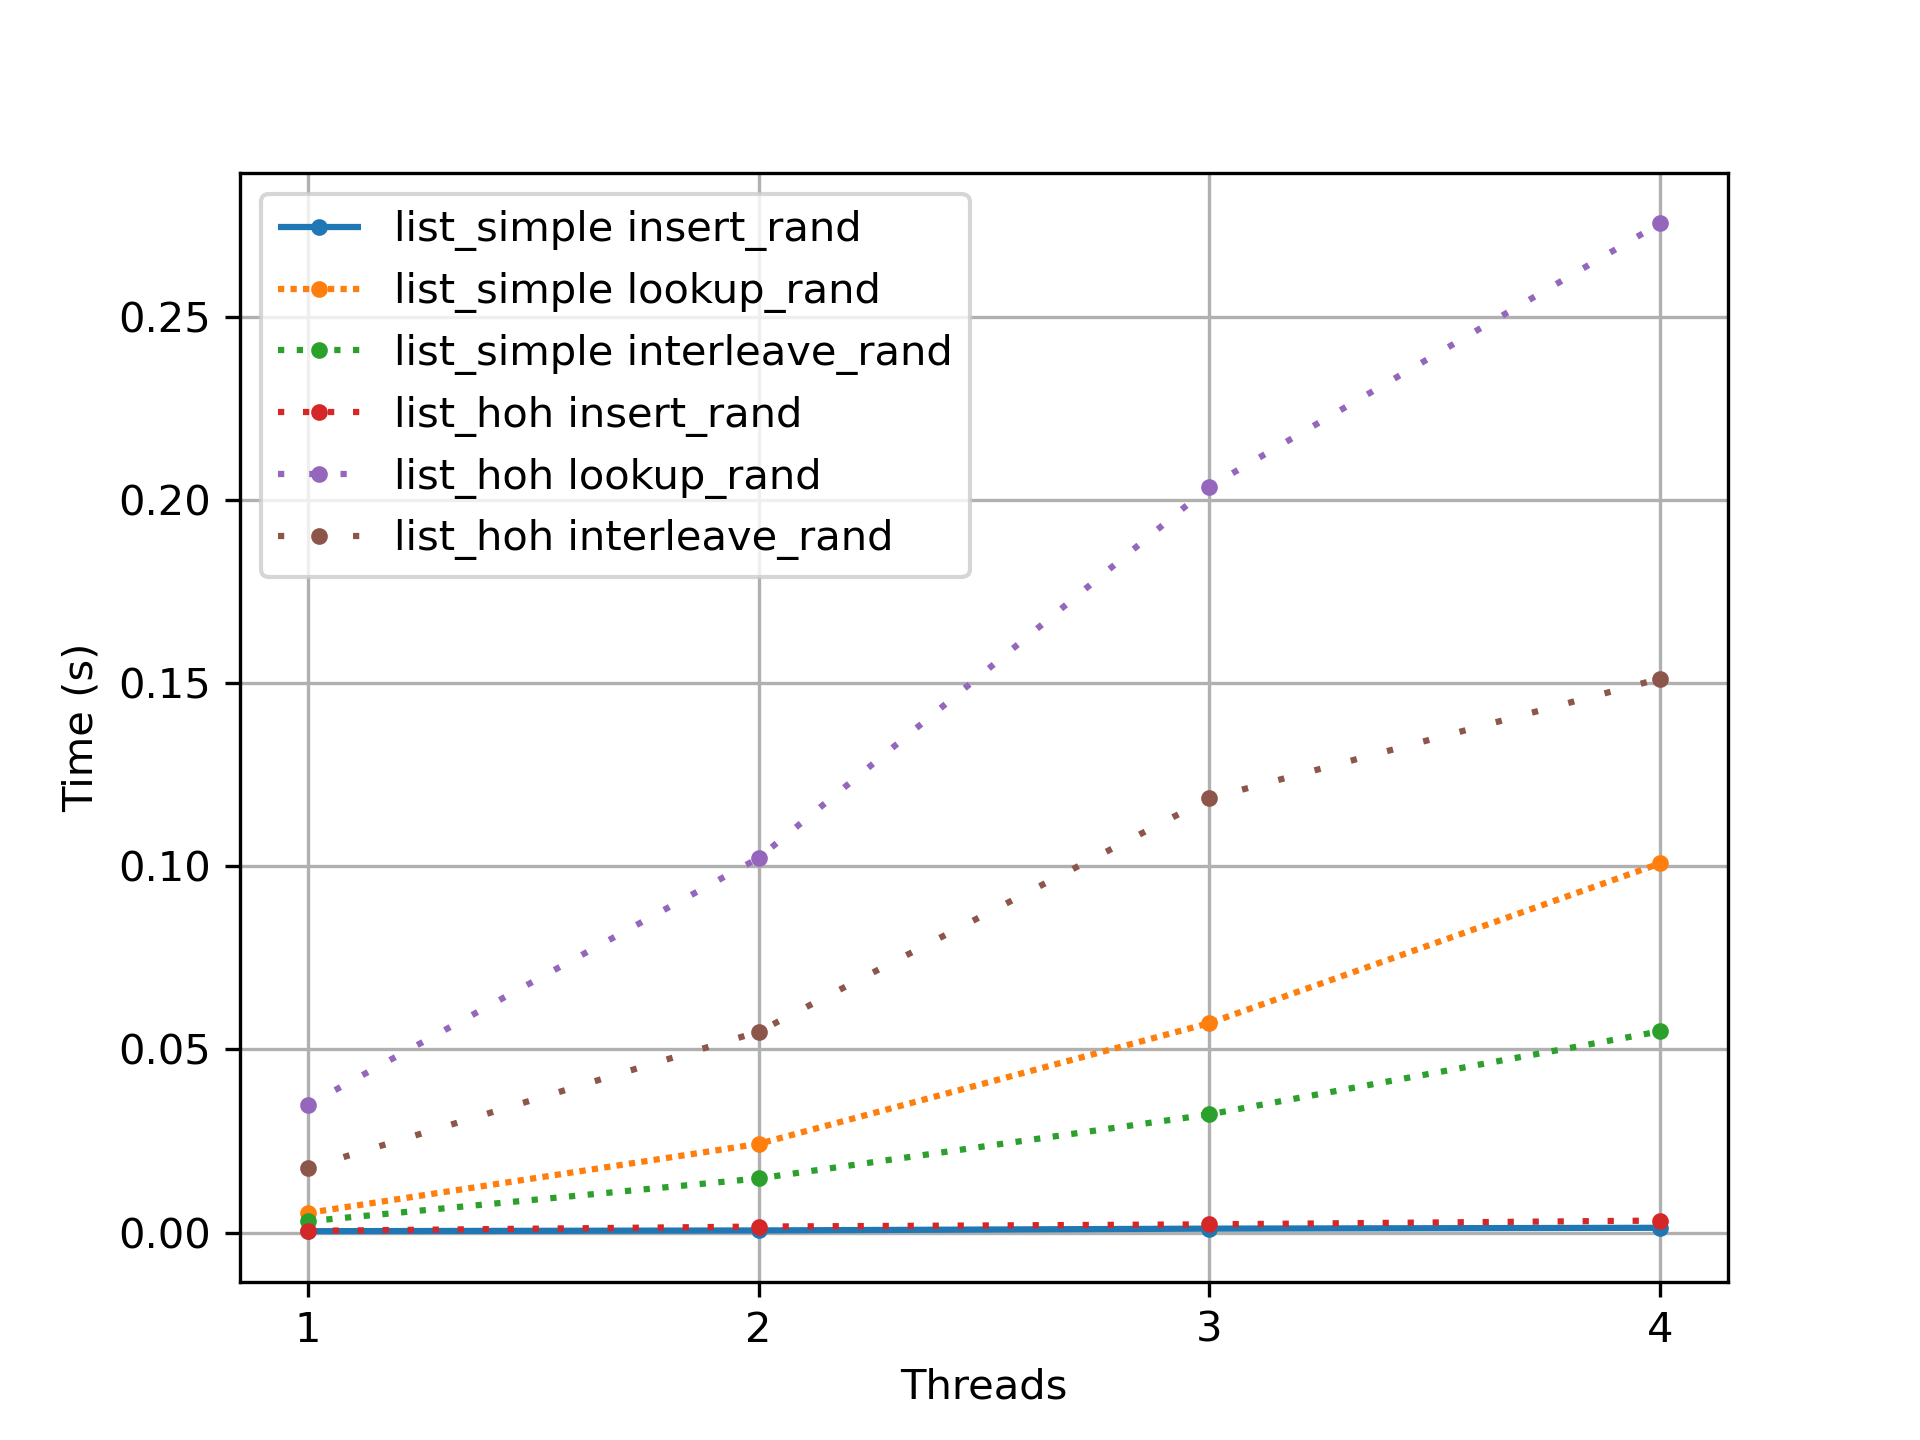 list_simple insert_rand
list_simple lookup_rand
list_simple interleave_rand
list_hoh insert_rand
list_hoh lookup_rand
list_hoh interleave_rand
0.25
0.20
0.15
0.10
0.05
0.00
Time (s)
1 2 3 4
Threads